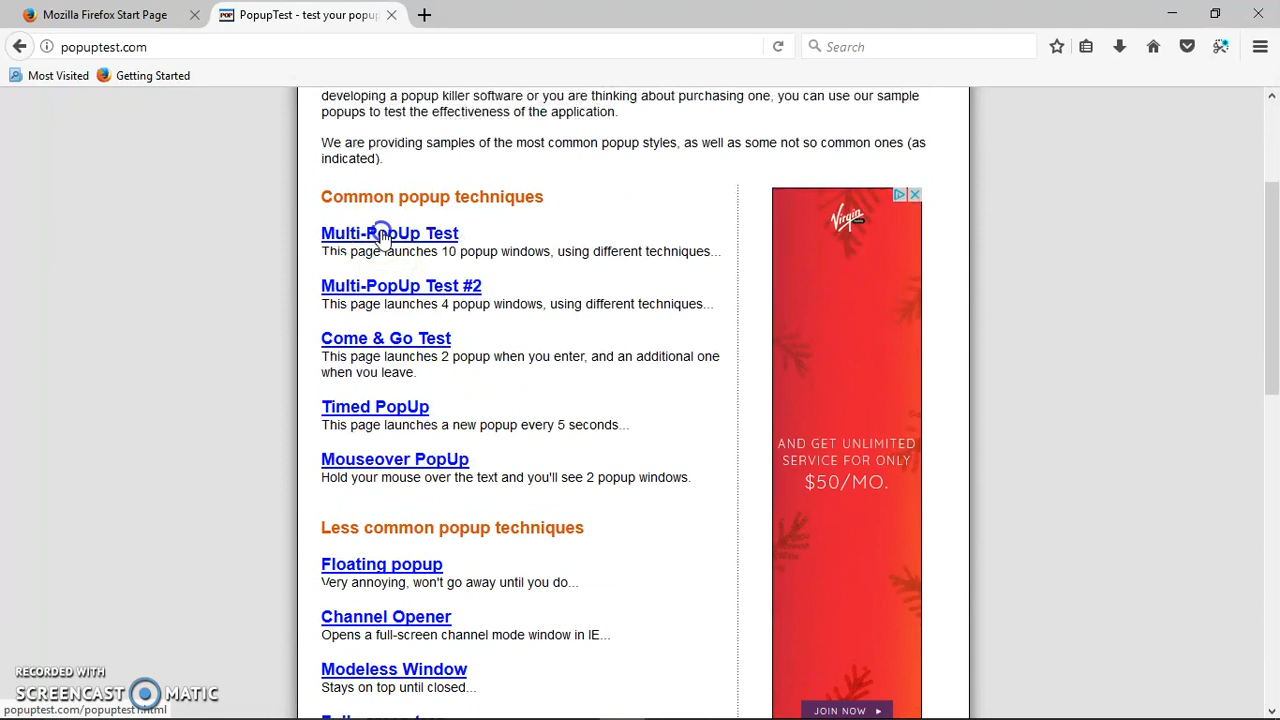 Mozilla Firefox Start Page
PopupTest - test your popup
popuptest.com
Search
Most Visited
Getting Started
developing a popup killer software or you are thinking about purchasing one, you can use our sample
popups to test the effectiveness of the application.
We are providing samples of the most common popup styles, as well as some not so common ones (as
indicated).
Common popup techniques
Multi-PopUp Test
This page launches 10 popup windows, using different techniques...
Multi-PopUp Test #2
This page launches 4 popup windows, using different techniques...
Come & Go Test
This page launches 2 popup when you enter, and an additional one
when you leave.
Timed PopUp
This page launches a new popup every 5 seconds...
Mouseover PopUp
Hold your mouse over the text and you'll see 2 popup windows.
Less common popup techniques
Floating popup
Very annoying, won't go away until you do...
Channel Opener
Opens a full-screen channel mode window in IE...
Modeless Window
Stays on top until closed...
Virgin
mobile
AND GET UNLIMITED
SERVICE FOR ONLY
$50/MO.
JOIN NOW
RECORDED WITH
SCREENCAST MATIC
popuptest.com/popuptest1.html